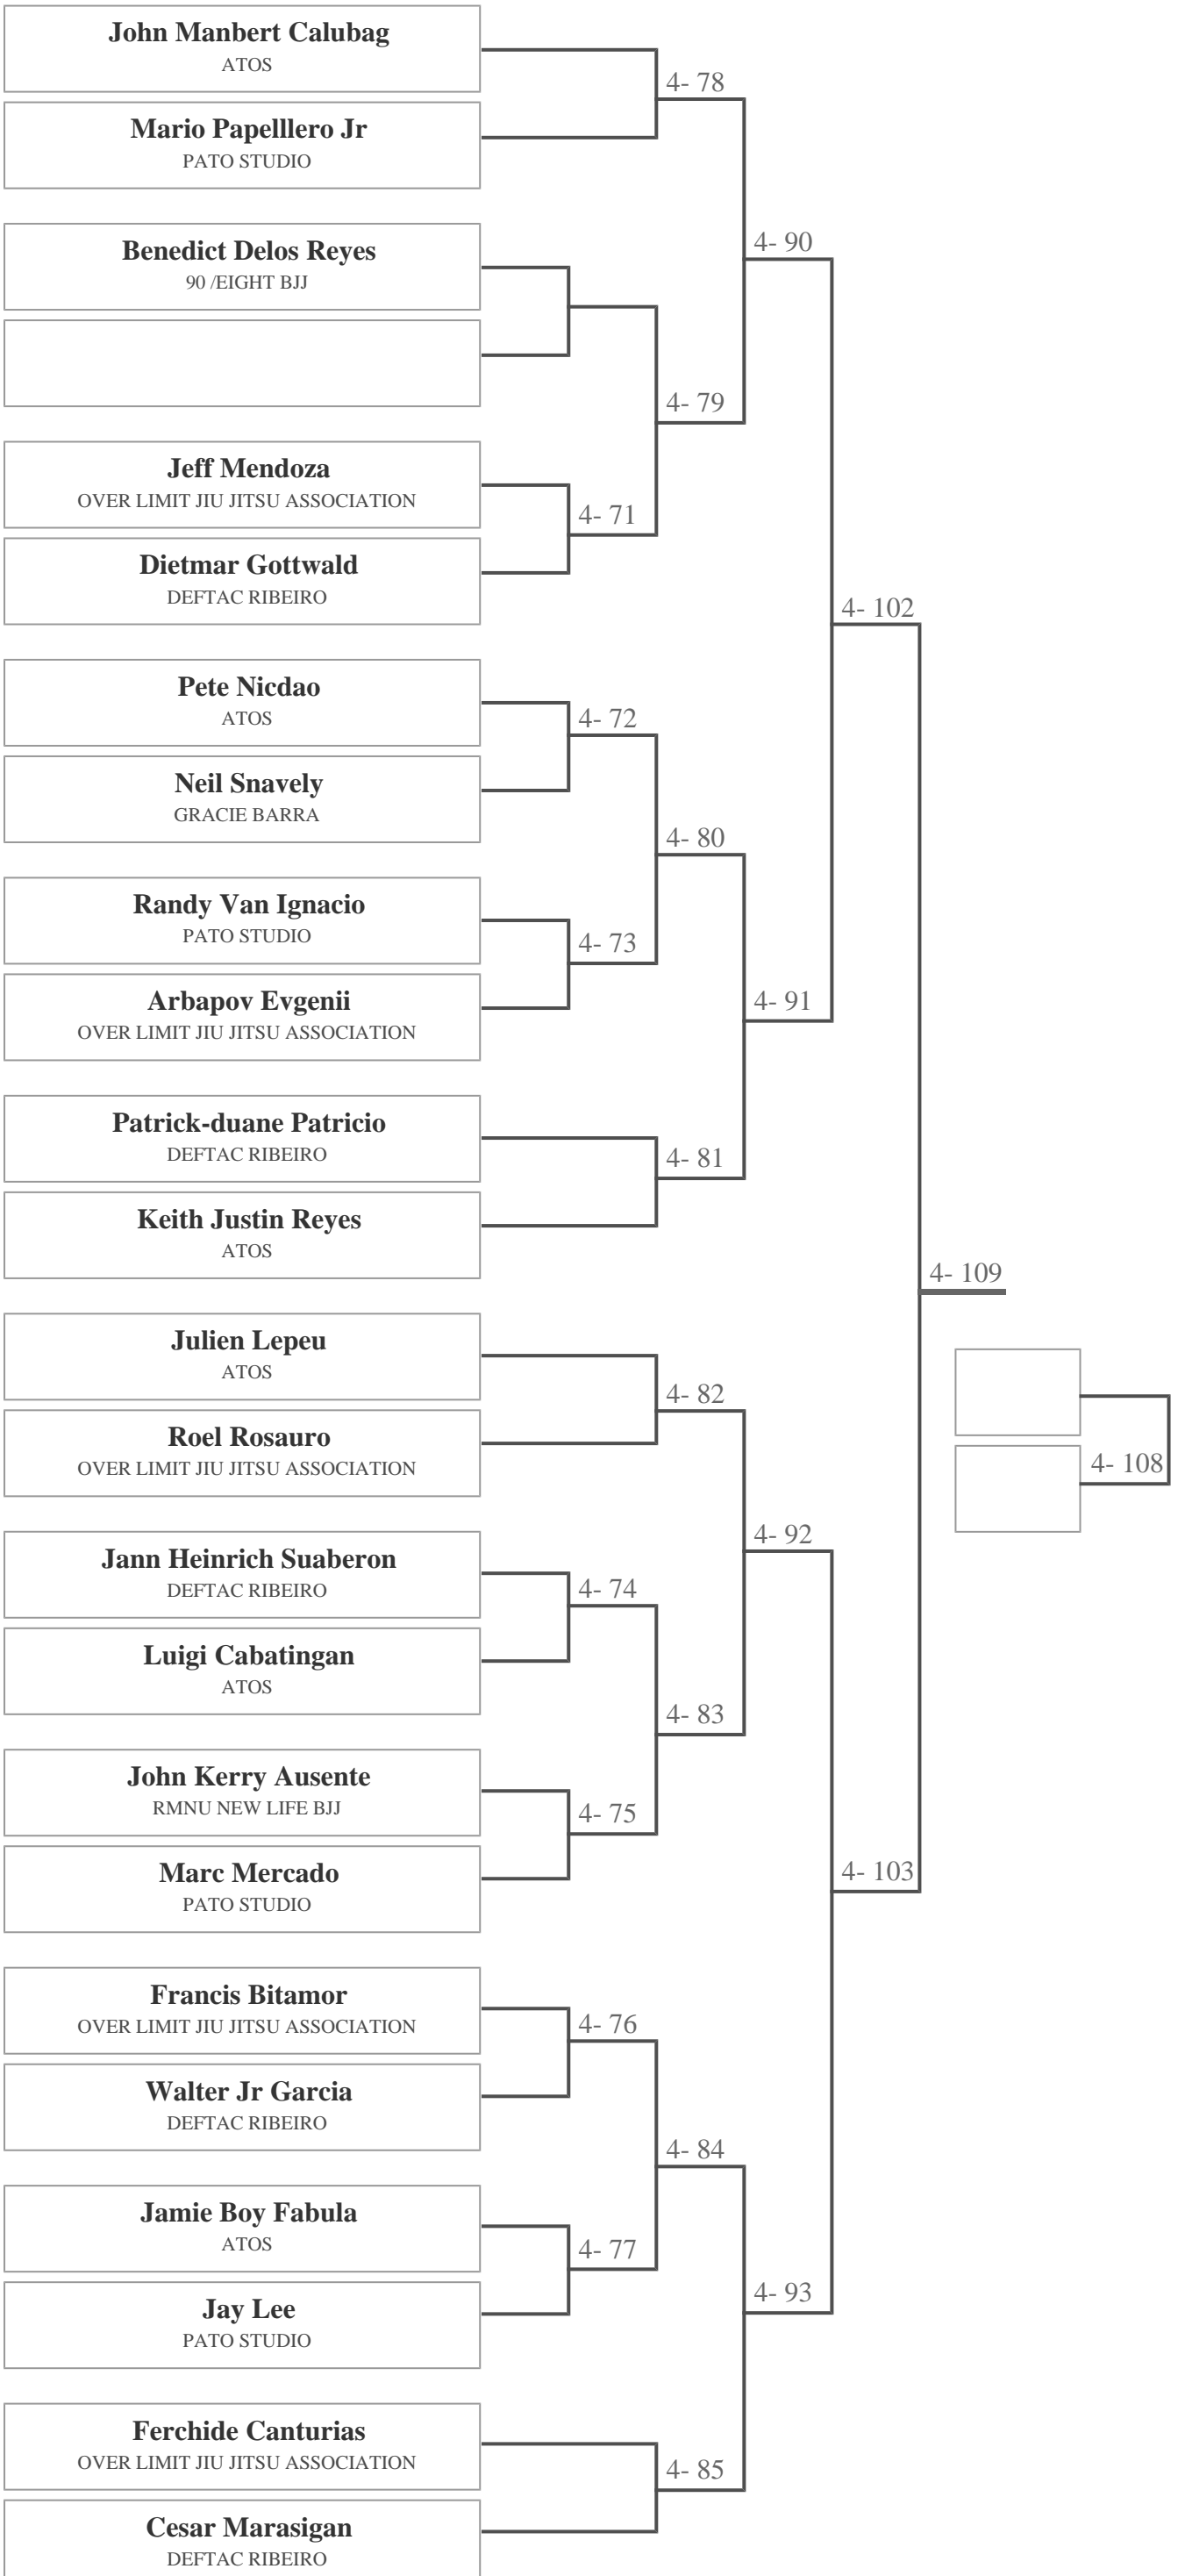 John Manbert Calubag
ATOS
4- 78
Mario Papelllero Jr
PATO STUDIO
Benedict Delos Reyes
90 /EIGHT BJJ
4- 90
4- 79
Jeff Mendoza
OVER LIMIT JIU JITSU ASSOCIATION
4- 71
Dietmar Gottwald
DEFTAC RIBEIRO
4- 102
Pete Nicdao
ATOS
4- 72
Neil Snavely
GRACIE BARRA
4- 80
Randy Van Ignacio
PATO STUDIO
4- 73
Arbapov Evgenii
OVER LIMIT JIU JITSU ASSOCIATION
4- 91
Patrick-duane Patricio
DEFTAC RIBEIRO
4- 81
Keith Justin Reyes
ATOS
4- 109
Julien Lepeu
ATOS
4- 82
Roel Rosauro
OVER LIMIT JIU JITSU ASSOCIATION
4- 108
4- 92
Jann Heinrich Suaberon
DEFTAC RIBEIRO
4- 74
Luigi Cabatingan
ATOS
4- 83
John Kerry Ausente
RMNU NEW LIFE BJJ
4- 75
Marc Mercado
PATO STUDIO
4- 103
Francis Bitamor
OVER LIMIT JIU JITSU ASSOCIATION
4- 76
Walter Jr Garcia
DEFTAC RIBEIRO
4- 84
Jamie Boy Fabula
ATOS
4- 77
Jay Lee
PATO STUDIO
4- 93
Ferchide Canturias
OVER LIMIT JIU JITSU ASSOCIATION
4- 85
Cesar Marasigan
DEFTAC RIBEIRO